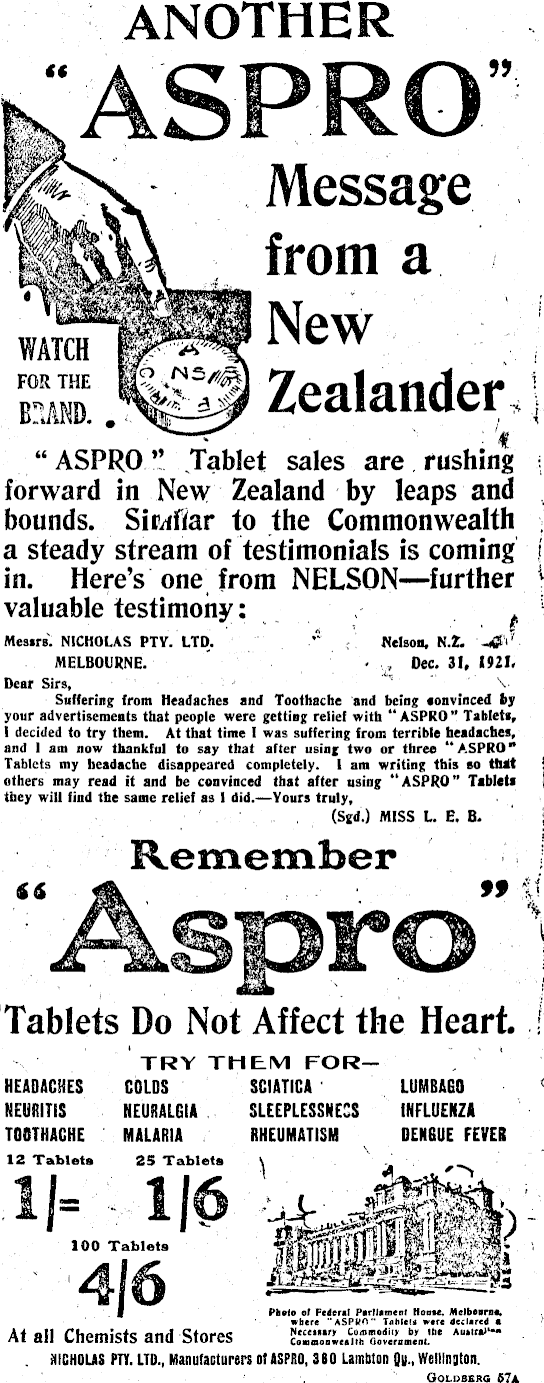 ANOTHER
“ASPRO”
Message
from a
New
Zealander
WATCH
FOR THE
BRAND.
“ASPRO” Tablet sales are rushing
forward in New Zealand by leaps and
bounds. Similar to the Commonwealth
a steady stream of testimonials is coming
in. Here's one from NELSON—further
valuable testimony:
Messrs. NICHOLAS PTY. LTD. Nelson, N.Z.
MELBOURNE. Dec. 31, 1921.
Dear Sirs,
Suffering from Headaches and Toothache and being convinced by
your advertisements that people were getting relief with "ASPRO" Tablets,
I decided to try them. At that time I was suffering from terrible headaches,
and I am now thankful to say that after using two or three "ASPRO"
Tablets my headache disappeared completely. I am writing this so that
others may read it and be convinced that after using "ASPRO" Tablets
they will find the same relief as I did.—Yours truly,
(Sgd.) MISS L. E. B.
Remember
“Aspro”
Tablets Do Not Affect the Heart.
TRY THEM FOR—
HEADACHES COLDS SCIATICA LUMBAGO
NEURITIS NEURALGIA SLEEPLESSNESS INFLUENZA
TOOTHACHE MALARIA RHEUMATISM DENGUE FEVER
12 Tablets 25 Tablets
1/= 1/6
100 Tablets
4/6
At all Chemists and Stores
Photo of Federal Parliament House, Melbourne,
where "ASPRO" Tablets were declared a
Necessary Commodity by the Australian
Commonwealth Government.
NICHOLAS PTY. LTD., Manufacturers of ASPRO, 380 Lambton Qy., Wellington.
GOLDBERG 57A